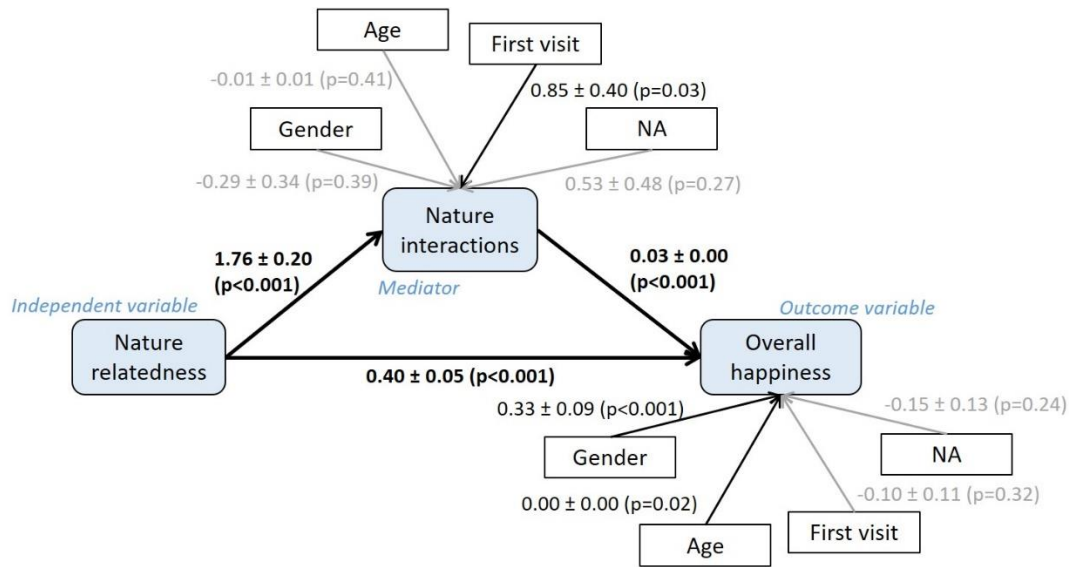 Age
First visit
-0.01 ± 0.01 (p=0.41)
0.85 ± 0.40 (p=0.03)
Gender
NA
-0.29 ± 0.34 (p=0.39)
0.53 ± 0.48 (p=0.27)
Nature
interactions
1.76 ± 0.20
(p<0.001)
0.03 ± 0.00
(p<0.001)
Mediator
Independent variable
Outcome variable
Nature
relatedness
Overall
happiness
0.40 ± 0.05 (p<0.001)
0.33 ± 0.09 (p<0.001)
-0.15 ± 0.13 (p=0.24)
Gender
NA
0.00 ± 0.00 (p=0.02)
-0.10 ± 0.11 (p=0.32)
Age
First visit